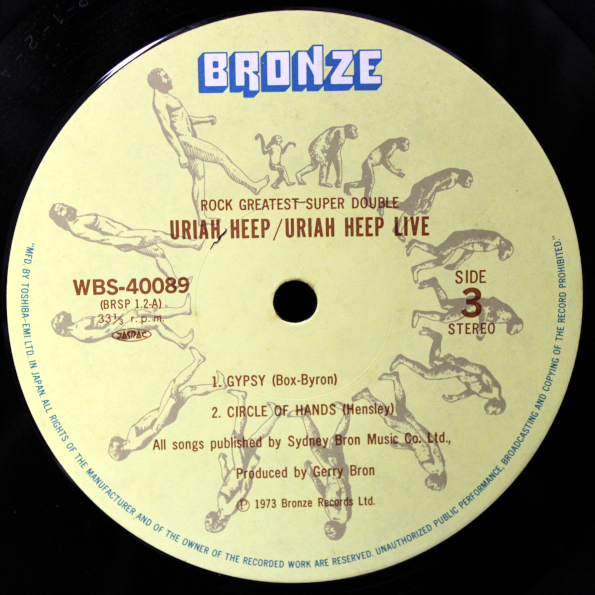 BRONZE
ROCK GREATEST SUPER DOUBLE
URIAH HEEP/URIAH HEEP LIVE
WBS-40089
(BRSP 1.2-A)
33⅓ r.p.m.
JASRAC
SIDE
3
STEREO
1. GYPSY (Box-Byron)
2. CIRCLE OF HANDS (Hensley)
All songs published by Sydney Bron Music Co. Ltd.,
Produced by Gerry Bron
Ⓟ 1973 Bronze Records Ltd.
"MFD. BY TOSHIBA-EMI LTD. IN JAPAN. ALL RIGHTS OF THE MANUFACTURER AND OF THE OWNER OF THE RECORDED WORK ARE RESERVED. UNAUTHORIZED PUBLIC PERFORMANCE, BROADCASTING AND COPYING OF THE RECORD PROHIBITED."